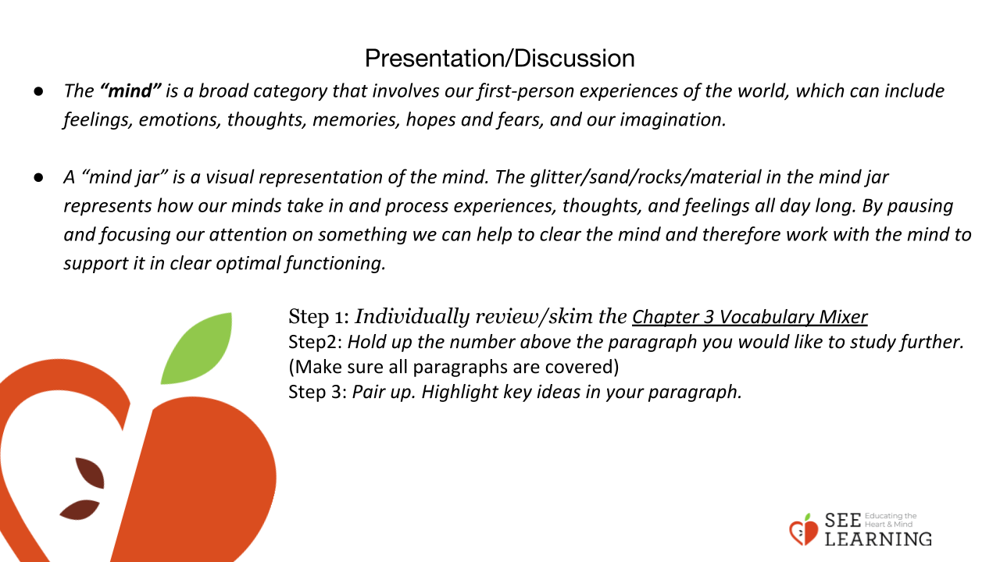 Presentation/Discussion
● The “mind” is a broad category that involves our first-person experiences of the world, which can include
feelings, emotions, thoughts, memories, hopes and fears, and our imagination.
● A “mind jar” is a visual representation of the mind. The glitter/sand/rocks/material in the mind jar
represents how our minds take in and process experiences, thoughts, and feelings all day long. By pausing
and focusing our attention on something we can help to clear the mind and therefore work with the mind to
support it in clear optimal functioning.
Step 1: Individually review/skim the Chapter 3 Vocabulary Mixer
Step2: Hold up the number above the paragraph you would like to study further.
(Make sure all paragraphs are covered)
Step 3: Pair up. Highlight key ideas in your paragraph.
SEE Educating the
Heart & Mind
LEARNING